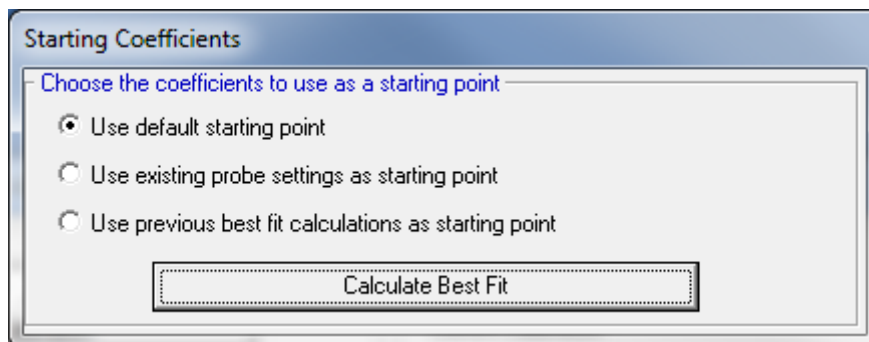 Starting Coefficients
Choose the coefficients to use as a starting point
Use default starting point
Use existing probe settings as starting point
Use previous best fit calculations as starting point
Calculate Best Fit